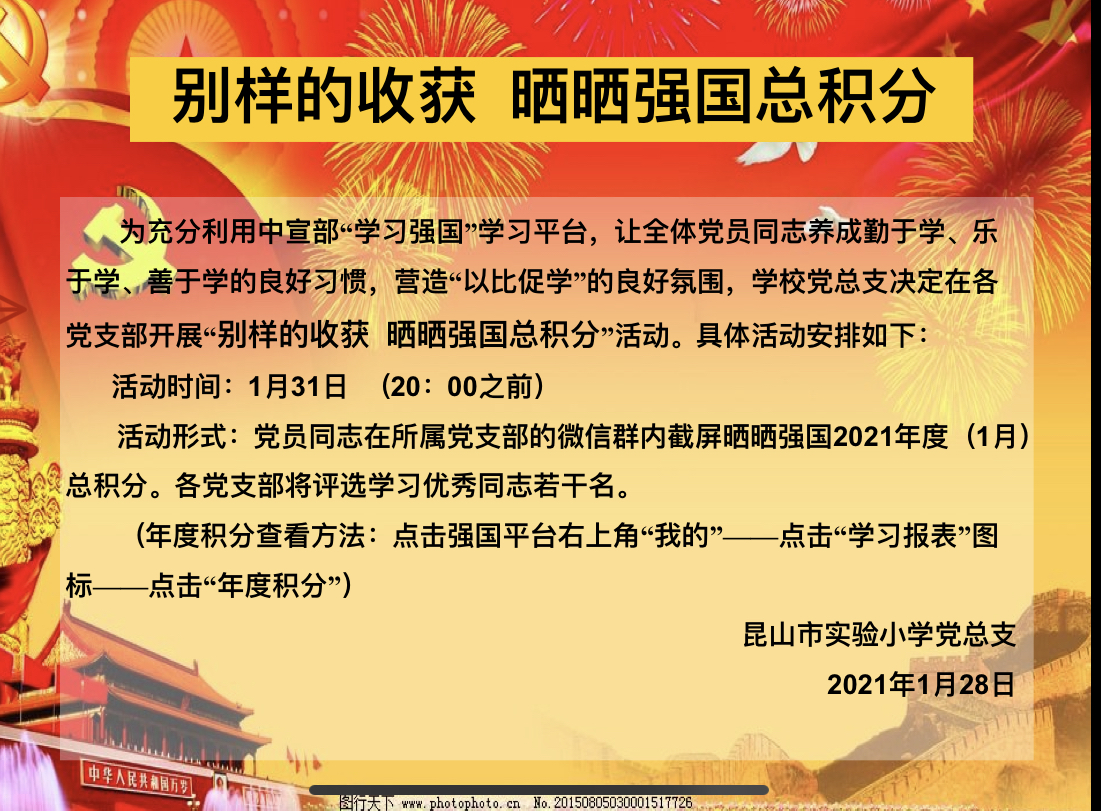 别样的收获 晒晒强国总积分
为充分利用中宣部“学习强国”学习平台，让全体党员同志养成勤于学、乐
于学、善于学的良好习惯，营造“以比促学”的良好氛围，学校党总支决定在各
党支部开展“别样的收获 晒晒强国总积分”活动。具体活动安排如下：
活动时间：1月31日 （20：00之前）
活动形式：党员同志在所属党支部的微信群内截屏晒晒强国2021年度（1月）
总积分。各党支部将评选学习优秀同志若干名。
（年度积分查看方法：点击强国平台右上角“我的”——点击“学习报表”图
标——点击“年度积分”）
昆山市实验小学党总支
2021年1月28日
中华人民共和国万岁
图行天下 www.photophoto.cn No.20150805030001517726